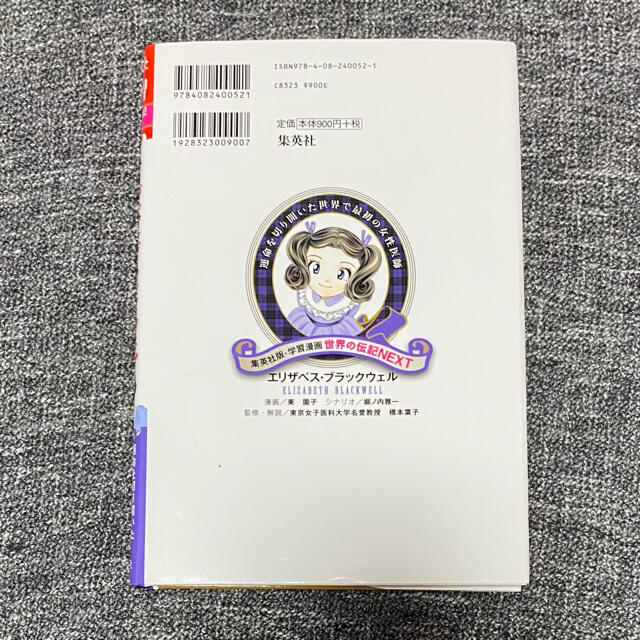 ISBN978-4-08-240052-1
C8323 ¥900E
9784082400521
定価 本体900円+税
集英社
1928323009007
運命を切り開いた世界で最初の女性医師
集英社版・学習漫画 世界の伝記NEXT
エリザベス・ブラックウェル
ELIZABETH BLACKWELL
漫画/東 園子 シナリオ/堀ノ内雅一
監修・解説/東京女子医科大学名誉教授 橋本葉子